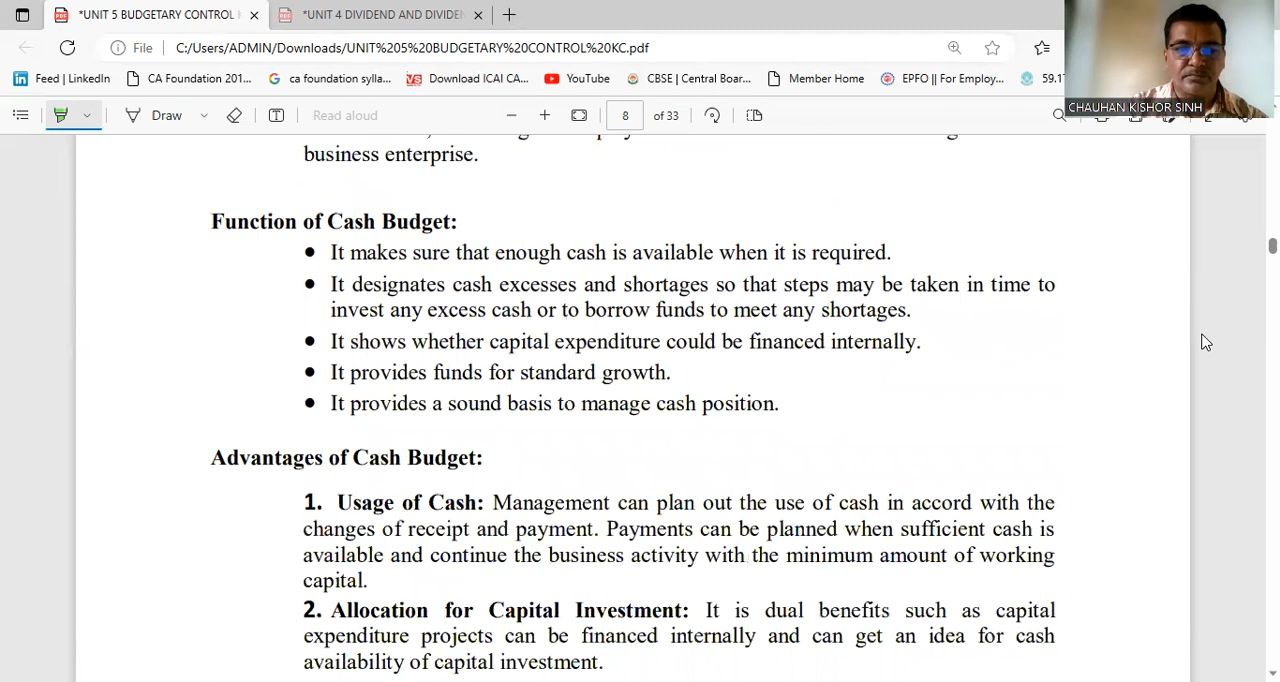 *UNIT 5 BUDGETARY CONTROL
*UNIT 4 DIVIDEND AND DIVIDEN
File C:/Users/ADMIN/Downloads/UNIT%205%20BUDGETARY%20CONTROL%20KC.pdf
Feed | LinkedIn CA Foundation 201... ca foundation sylla... Download ICAI CA... YouTube CBSE | Central Boar... Member Home EPFO || For Employ... 59.1
CHAUHAN KISHOR SINH
Draw Read aloud 8 of 33
business enterprise.
Function of Cash Budget:
● It makes sure that enough cash is available when it is required.
● It designates cash excesses and shortages so that steps may be taken in time to
invest any excess cash or to borrow funds to meet any shortages.
● It shows whether capital expenditure could be financed internally.
● It provides funds for standard growth.
● It provides a sound basis to manage cash position.
Advantages of Cash Budget:
1. Usage of Cash: Management can plan out the use of cash in accord with the
changes of receipt and payment. Payments can be planned when sufficient cash is
available and continue the business activity with the minimum amount of working
capital.
2. Allocation for Capital Investment: It is dual benefits such as capital
expenditure projects can be financed internally and can get an idea for cash
availability of capital investment.